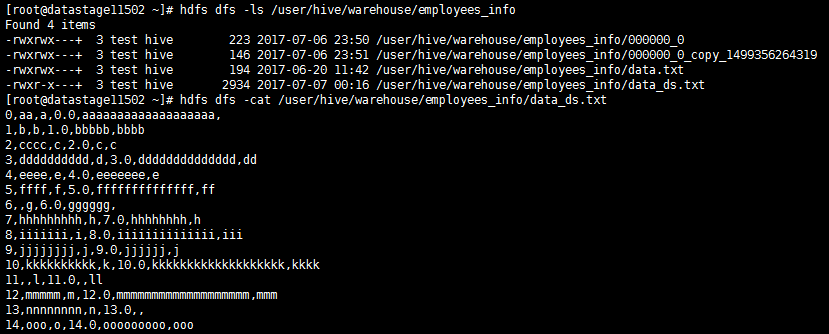 [root@datastage11502 ~]# hdfs dfs -ls /user/hive/warehouse/employees_info
Found 4 items
-rwxrwx---+  3 test hive        223 2017-07-06 23:50 /user/hive/warehouse/employees_info/000000_0
-rwxrwx---+  3 test hive        146 2017-07-06 23:51 /user/hive/warehouse/employees_info/000000_0_copy_1499356264319
-rwxrwx---+  3 test hive        194 2017-06-20 11:42 /user/hive/warehouse/employees_info/data.txt
-rwxr-x---+  3 test hive       2934 2017-07-07 00:16 /user/hive/warehouse/employees_info/data_ds.txt
[root@datastage11502 ~]# hdfs dfs -cat /user/hive/warehouse/employees_info/data_ds.txt
0,aa,a,0.0,aaaaaaaaaaaaaaaaaaa,
1,b,b,1.0,bbbbb,bbbb
2,cccc,c,2.0,c,c
3,dddddddddd,d,3.0,dddddddddddddd,dd
4,eeee,e,4.0,eeeeeee,e
5,ffff,f,5.0,ffffffffffffff,ff
6,,g,6.0,gggggg,
7,hhhhhhhhh,h,7.0,hhhhhhhh,h
8,iiiiiii,i,8.0,iiiiiiiiiiiiii,iii
9,jjjjjjjj,j,9.0,jjjjjj,j
10,kkkkkkkkkk,k,10.0,kkkkkkkkkkkkkkkkkkk,kkkk
11,,l,11.0,,ll
12,mmmmm,m,12.0,mmmmmmmmmmmmmmmmmmm,mmm
13,nnnnnnnn,n,13.0,,
14,ooo,o,14.0,ooooooooo,ooo